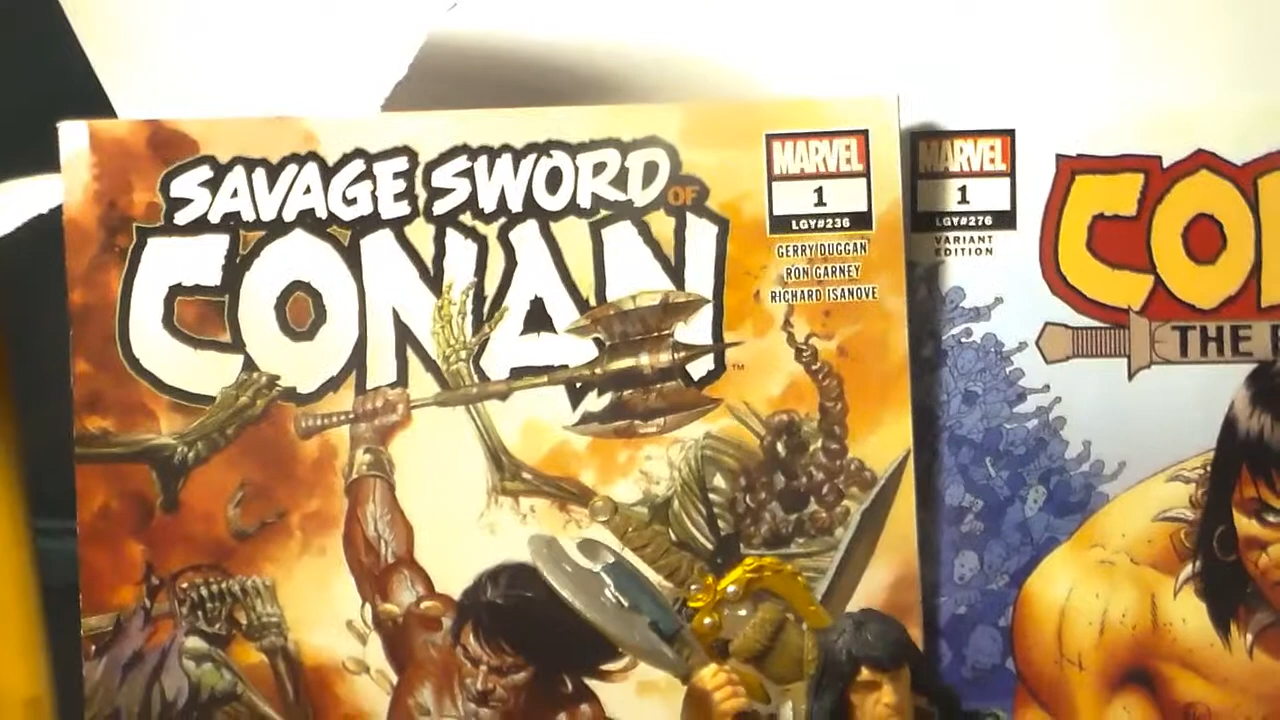 SAVAGE SWORD OF
CONAN
TM
MARVEL
1
LGY#236
GERRY DUGGAN
RON GARNEY
RICHARD ISANOVE
MARVEL
1
LGY#276
VARIANT
EDITION
CO
THE